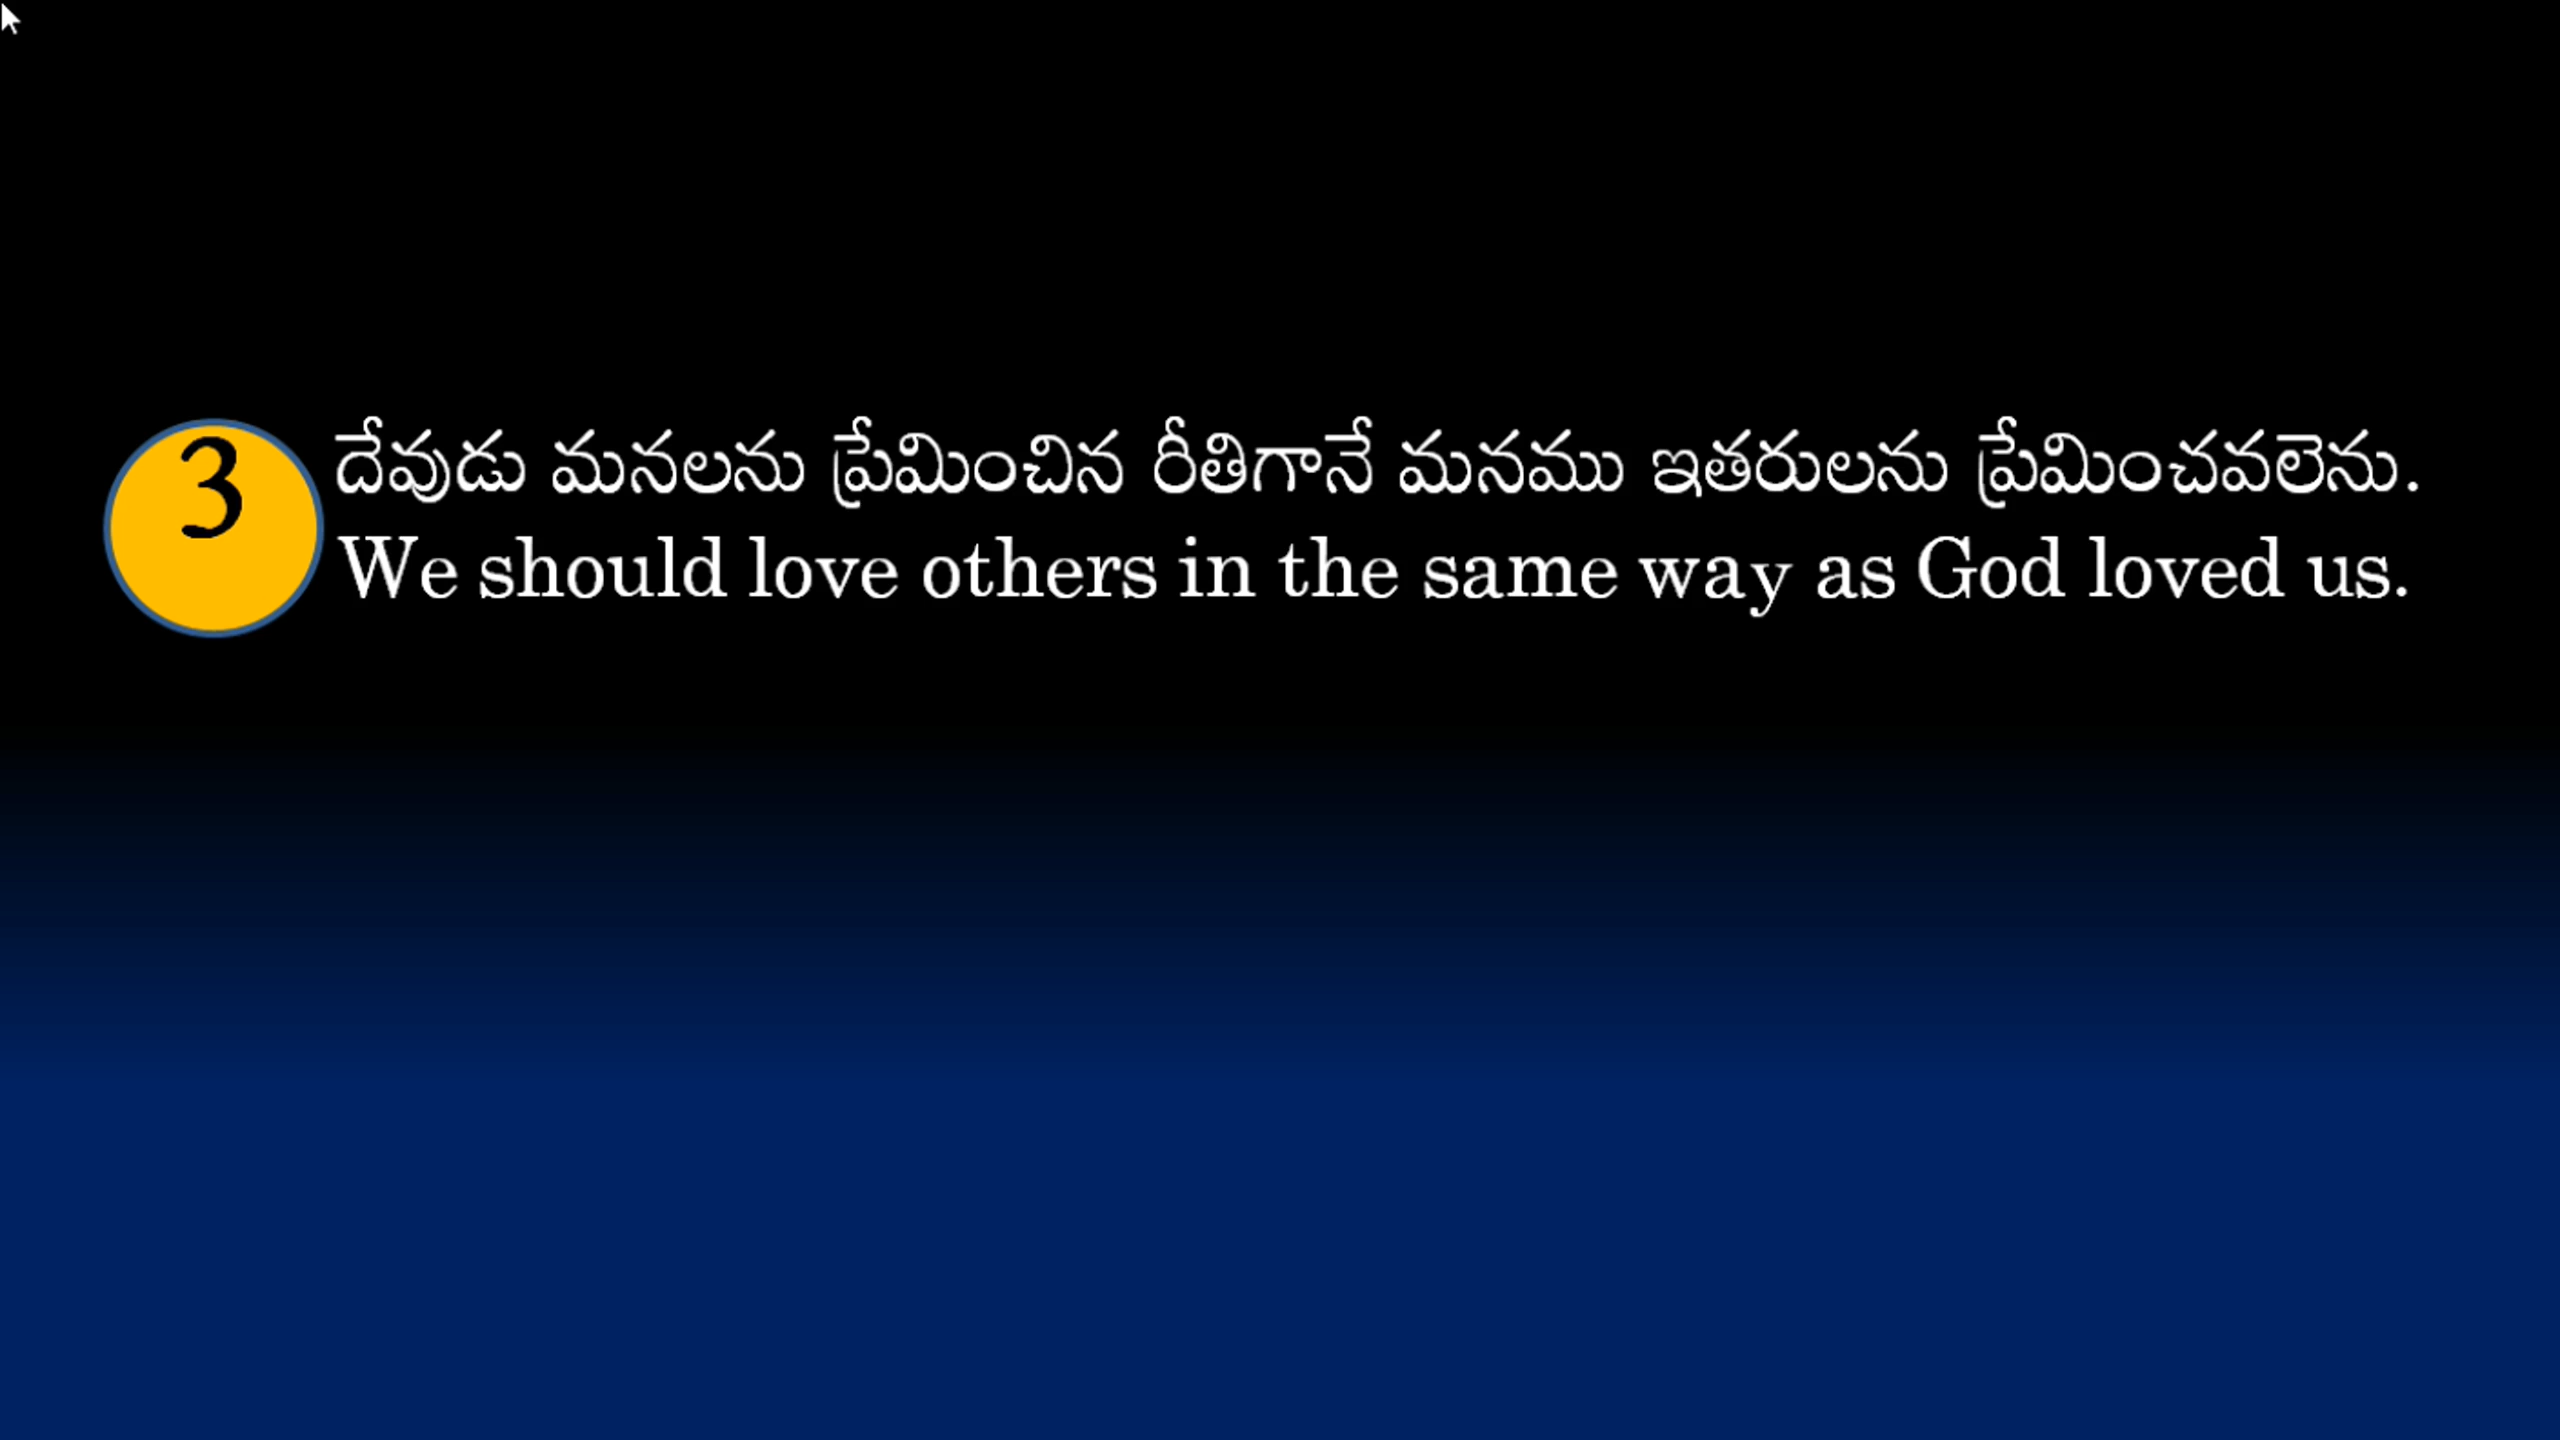 3
దేవుడు మనలను ప్రేమించిన రీతిగానే మనము ఇతరులను ప్రేమించవలెను.
We should love others in the same way as God loved us.